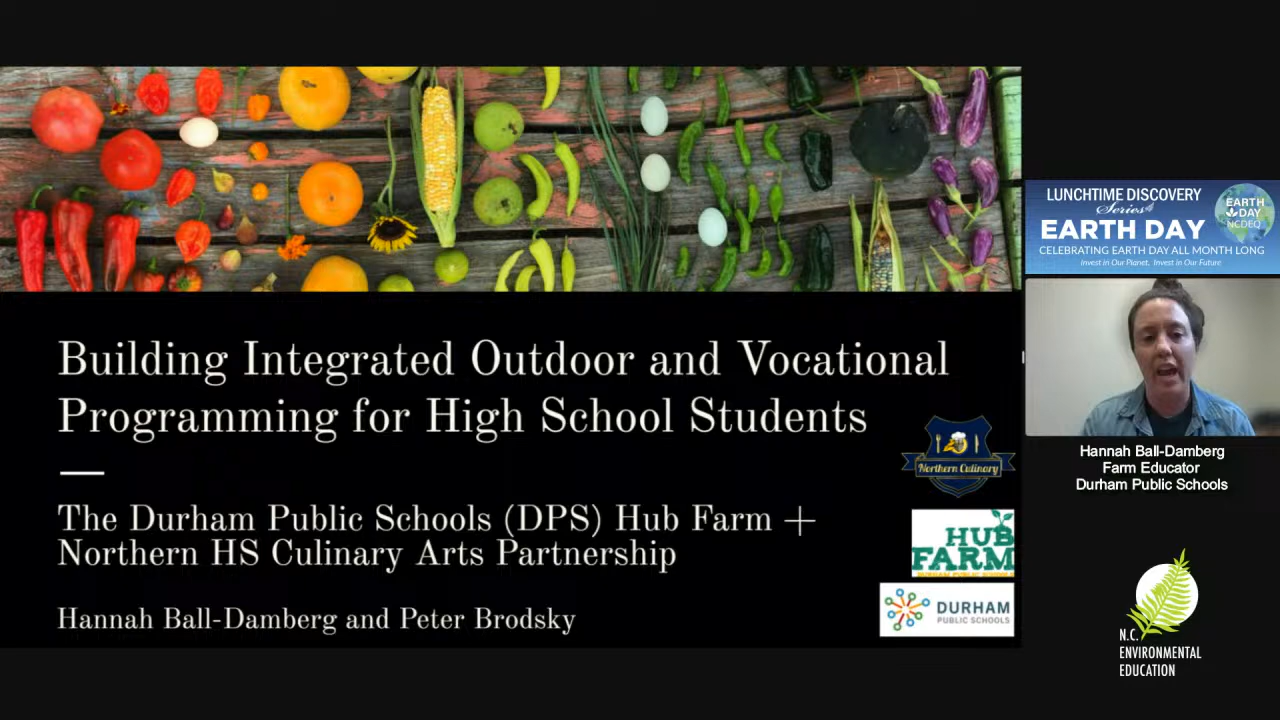 Building Integrated Outdoor and Vocational
Programming for High School Students
The Durham Public Schools (DPS) Hub Farm +
Northern HS Culinary Arts Partnership
Hannah Ball-Damberg and Peter Brodsky
Northern Culinary
HUB
FARM
DURHAM PUBLIC SCHOOLS
DURHAM
PUBLIC SCHOOLS
LUNCHTIME DISCOVERY
Series
EARTH DAY
CELEBRATING EARTH DAY ALL MONTH LONG
Invest in Our Planet. Invest in Our Future
EARTH
DAY
NCDEQ
Hannah Ball-Damberg
Farm Educator
Durham Public Schools
N.C.
ENVIRONMENTAL
EDUCATION